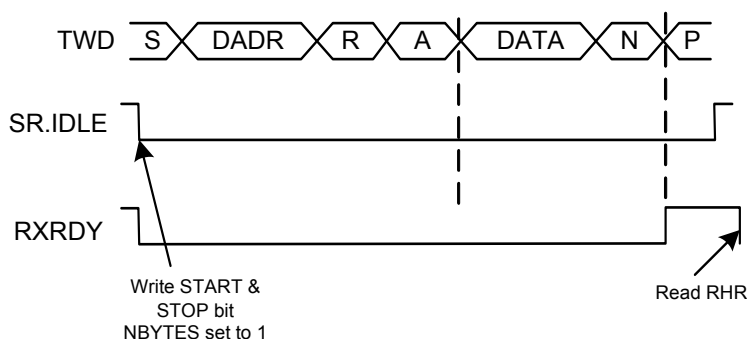 TWD S DADR R A DATA N P
SR.IDLE
RXRDY
Write START &
STOP bit
NBYTES set to 1
Read RHR